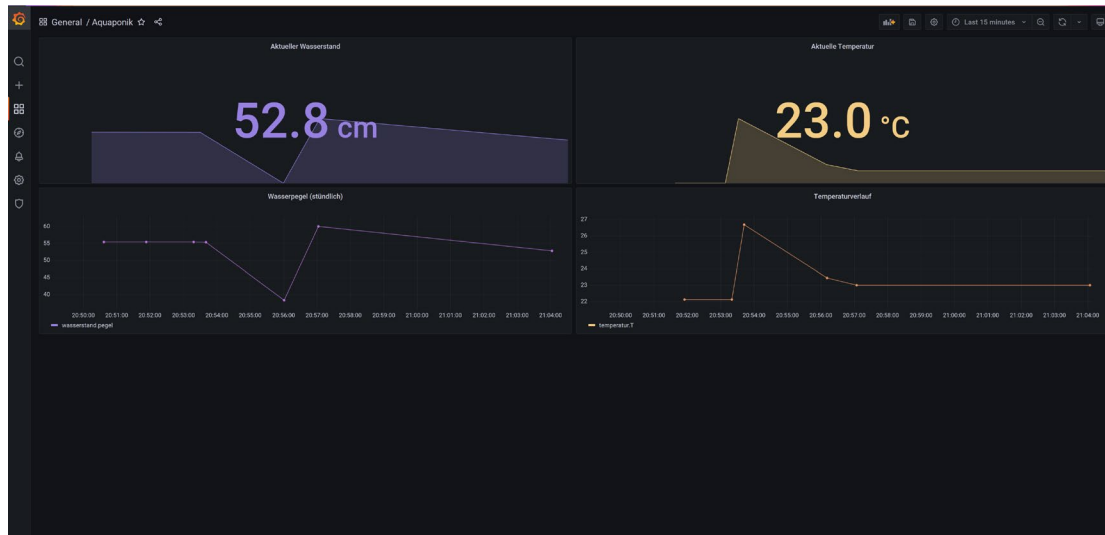 General / Aquaponik
Last 15 minutes
Aktueller Wasserstand
52.8 cm
Aktuelle Temperatur
23.0 °C
Wasserpegel (stündlich)
60
55
50
45
40
20:50:00 20:51:00 20:52:00 20:53:00 20:54:00 20:55:00 20:56:00 20:57:00 20:58:00 20:59:00 21:00:00 21:01:00 21:02:00 21:03:00 21:04:00
wasserstand.pegel
Temperaturverlauf
27
26
25
24
23
22
20:50:00 20:51:00 20:52:00 20:53:00 20:54:00 20:55:00 20:56:00 20:57:00 20:58:00 20:59:00 21:00:00 21:01:00 21:02:00 21:03:00 21:04:00
temperatur.T